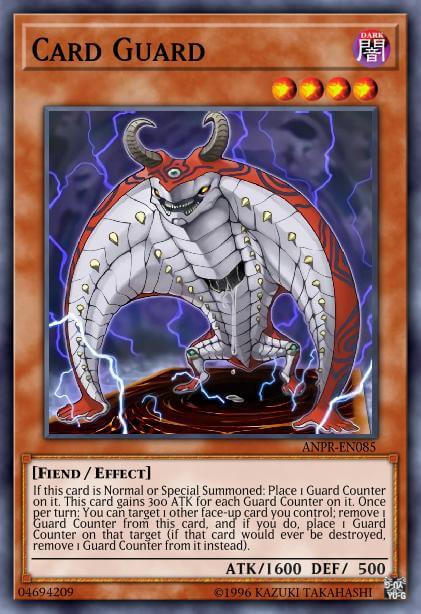 CARD GUARD
DARK
闇
ANPR-EN085
[FIEND / EFFECT]
If this card is Normal or Special Summoned: Place 1 Guard Counter
on it. This card gains 300 ATK for each Guard Counter on it. Once
per turn: You can target 1 other face-up card you control; remove 1
Guard Counter from this card, and if you do, place 1 Guard
Counter on that target (if that card would ever be destroyed,
remove 1 Guard Counter from it instead).
ATK/1600 DEF/ 500
04694209
©1996 KAZUKI TAKAHASHI